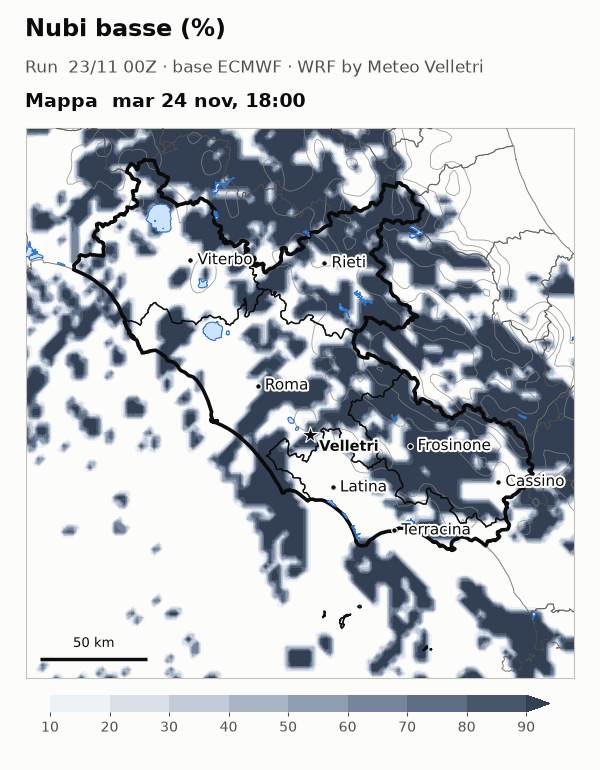 Nubi basse (%)
Run  23/11 00Z · base ECMWF · WRF by Meteo Velletri
Mappa  mar 24 nov, 18:00
Viterbo
Rieti
Roma
Velletri
Frosinone
Latina
Cassino
Terracina
50 km
10 20 30 40 50 60 70 80 90